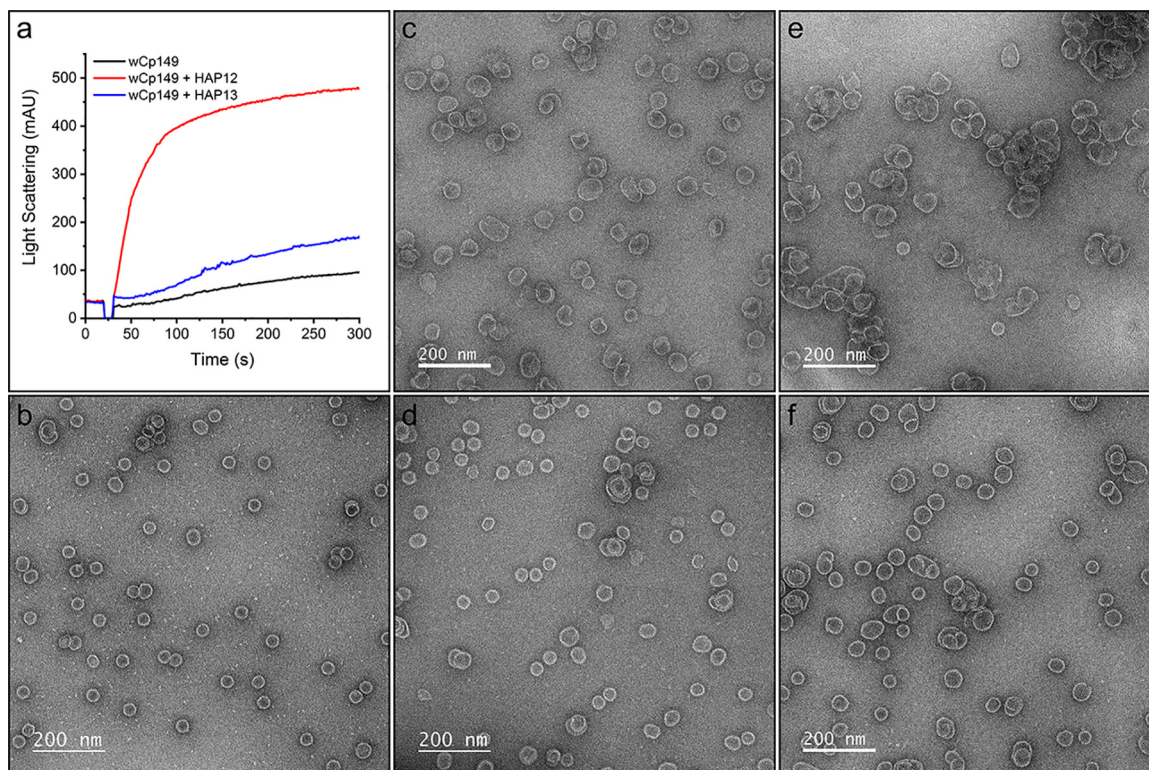 a
wCp149
wCp149 + HAP12
wCp149 + HAP13
500
400
300
200
100
0
Light Scattering (mAU)
0 50 100 150 200 250 300
Time (s)
c
200 nm
e
200 nm
b
200 nm
d
200 nm
f
200 nm